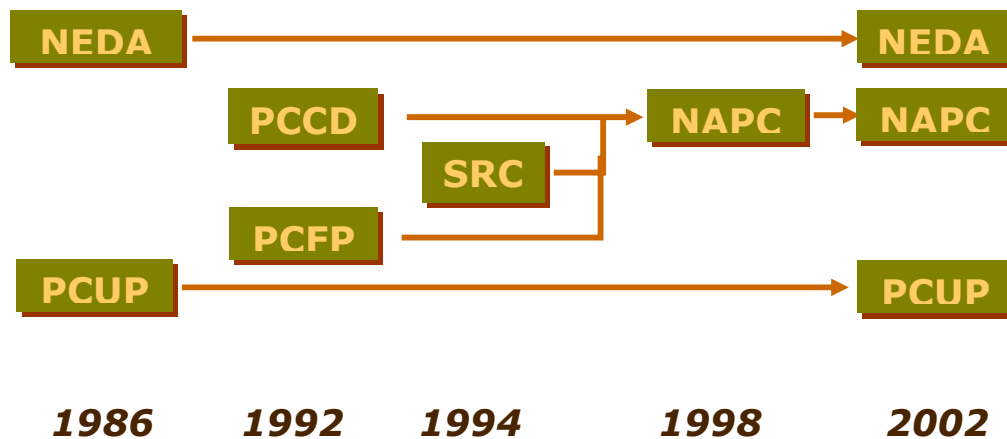 NEDA
NEDA
PCCD
NAPC
NAPC
SRC
PCFP
PCUP
PCUP
1986
1992
1994
1998
2002